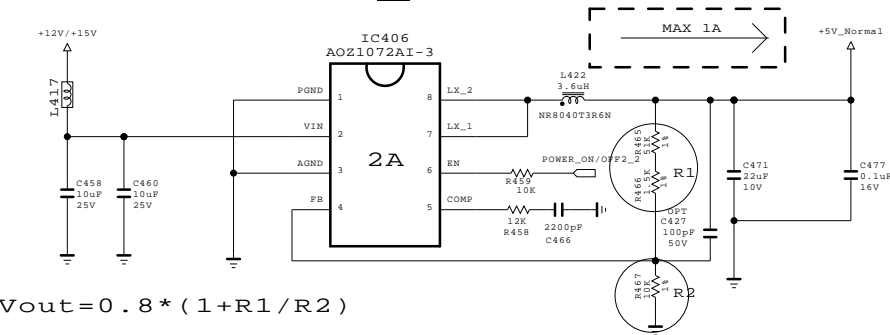 MAX 1A
+12V/+15V
+5V_Normal
IC406
AOZ1072AI-3
L417
PGND
1
8
LX_2
L422
3.6uH
NR8040T3R6N
VIN
2
7
LX_1
2A
AGND
3
6
EN
POWER_ON/OFF2_2
R459
10K
FB
4
5
COMP
12K
R458
2200pF
C466
C458
10uF
25V
C460
10uF
25V
R465
51K
1%
R466
1.5K
1%
R1
OPT
C427
100pF
50V
C471
22uF
10V
C477
0.1uF
16V
R467
10K
1%
R2
Vout=0.8*(1+R1/R2)